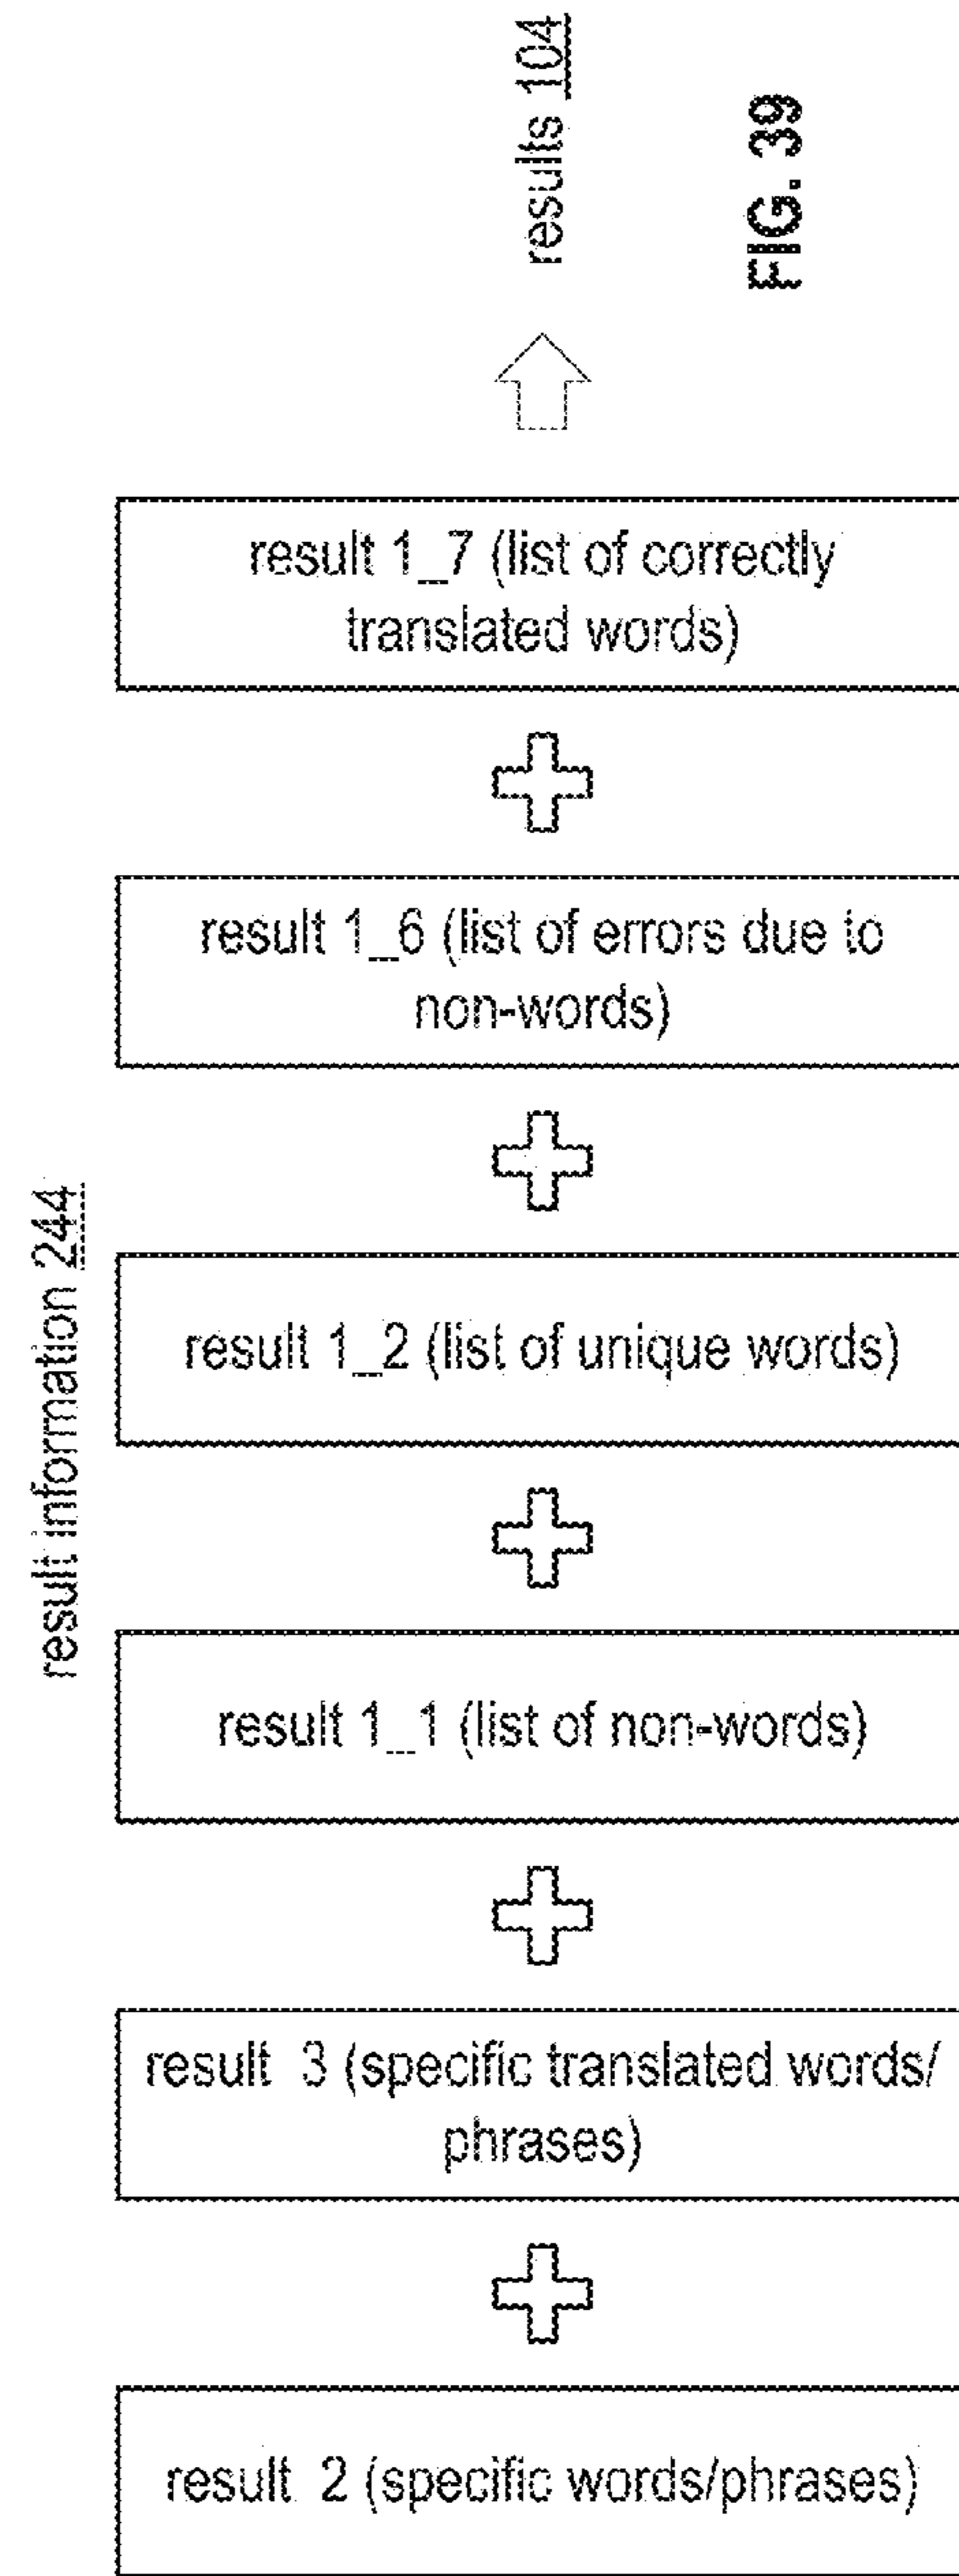 result information 244
result 2 (specific words/phrases)
result 3 (specific translated words/
phrases)
result 1_1 (list of non-words)
result 1_2 (list of unique words)
result 1_6 (list of errors due to
non-words)
result 1_7 (list of correctly
translated words)
results 104
FIG. 39